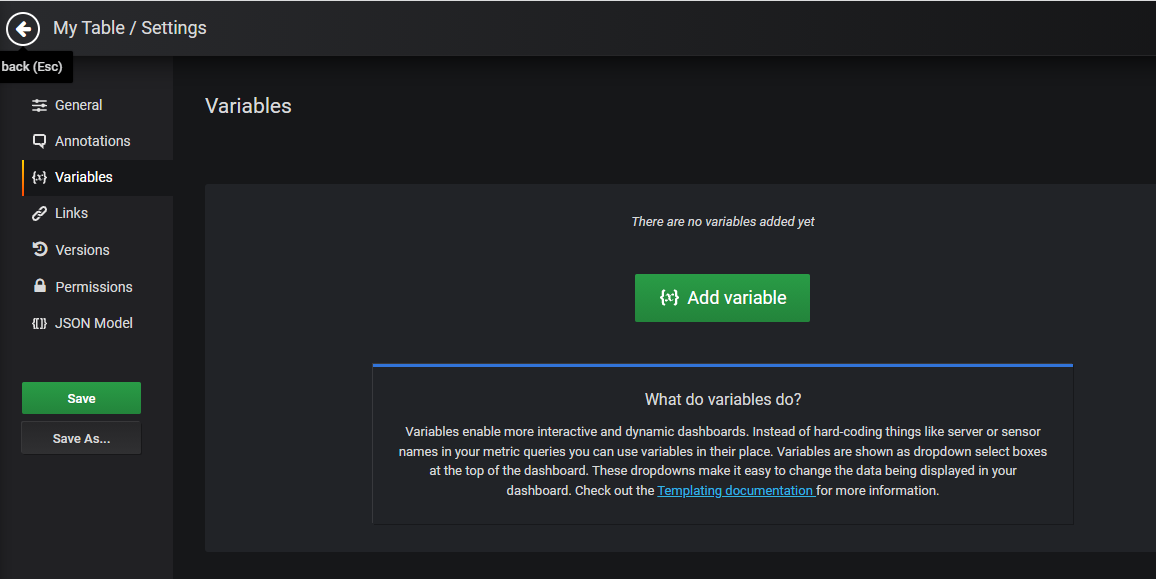 My Table / Settings
back (Esc)
General
Annotations
Variables
Links
Versions
Permissions
JSON Model
Save
Save As...
Variables
There are no variables added yet
{x} Add variable
What do variables do?
Variables enable more interactive and dynamic dashboards. Instead of hard-coding things like server or sensor
names in your metric queries you can use variables in their place. Variables are shown as dropdown select boxes
at the top of the dashboard. These dropdowns make it easy to change the data being displayed in your
dashboard. Check out the Templating documentation for more information.